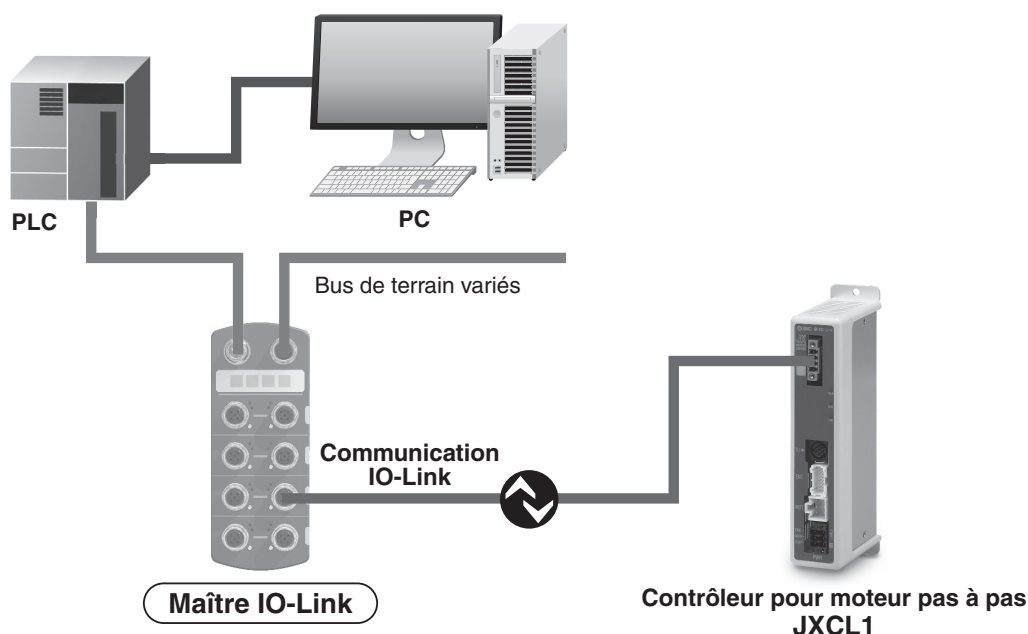 PLC
PC
Bus de terrain variés
Communication
IO-Link
Maître IO-Link
Contrôleur pour moteur pas à pas
JXCL1